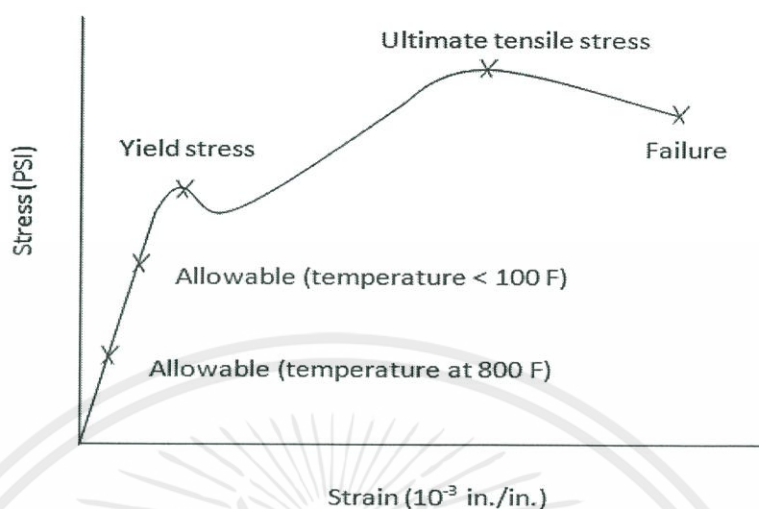 Ultimate tensile stress
Yield stress
Failure
Stress (PSI)
Allowable (temperature < 100 F)
Allowable (temperature at 800 F)
Strain (10⁻³ in./in.)